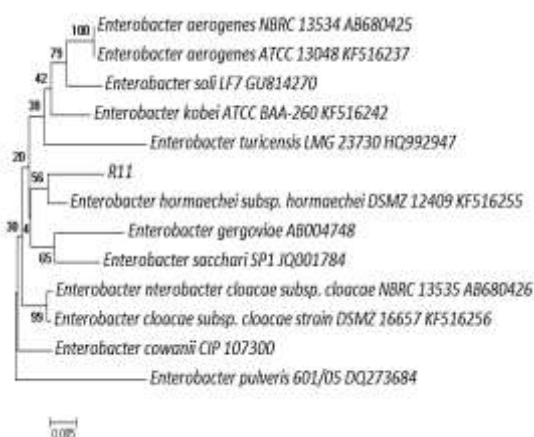 100
Enterobacter aerogenes NBRC 13534 AB680425
79
Enterobacter aerogenes ATCC 13048 KF516237
42
Enterobacter soli LF7 GU814270
38
Enterobacter kobei ATCC BAA-260 KF516242
Enterobacter turicensis LMG 23730 HQ992947
20
R11
56
Enterobacter hormaechei subsp. hormaechei DSMZ 12409 KF516255
30
4
Enterobacter gergoviae AB004748
65
Enterobacter sacchari SP1 JQ001784
Enterobacter nterobacter cloacae subsp. cloacae NBRC 13535 AB680426
99
Enterobacter cloacae subsp. cloacae strain DSMZ 16657 KF516256
Enterobacter cowanii CIP 107300
Enterobacter pulveris 601/05 DQ273684
0.005